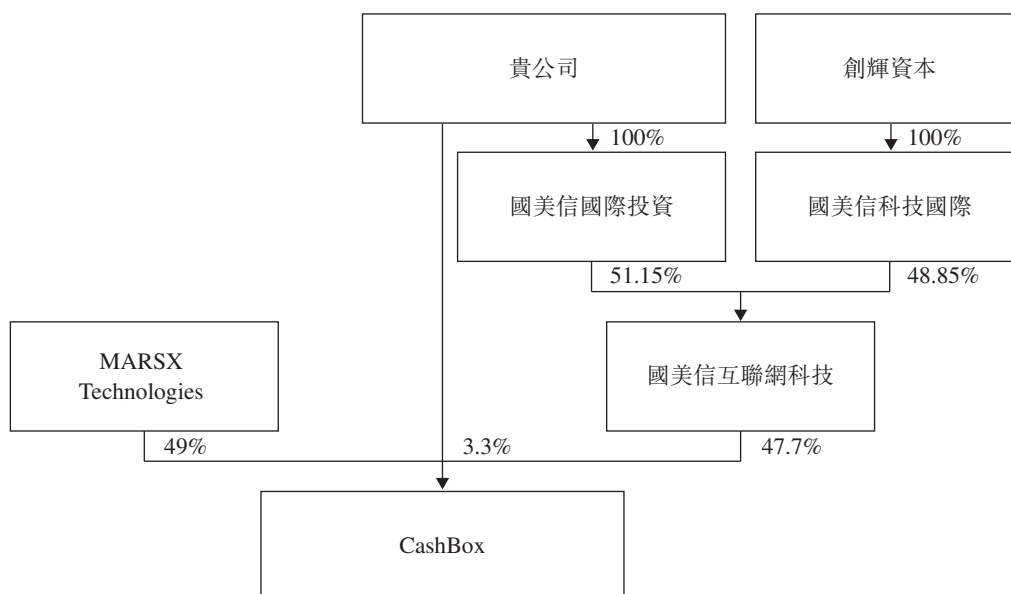 貴公司
創輝資本
100%
100%
國美信國際投資
國美信科技國際
51.15%
48.85%
MARSX
Technologies
國美信互聯網科技
49%
3.3%
47.7%
CashBox